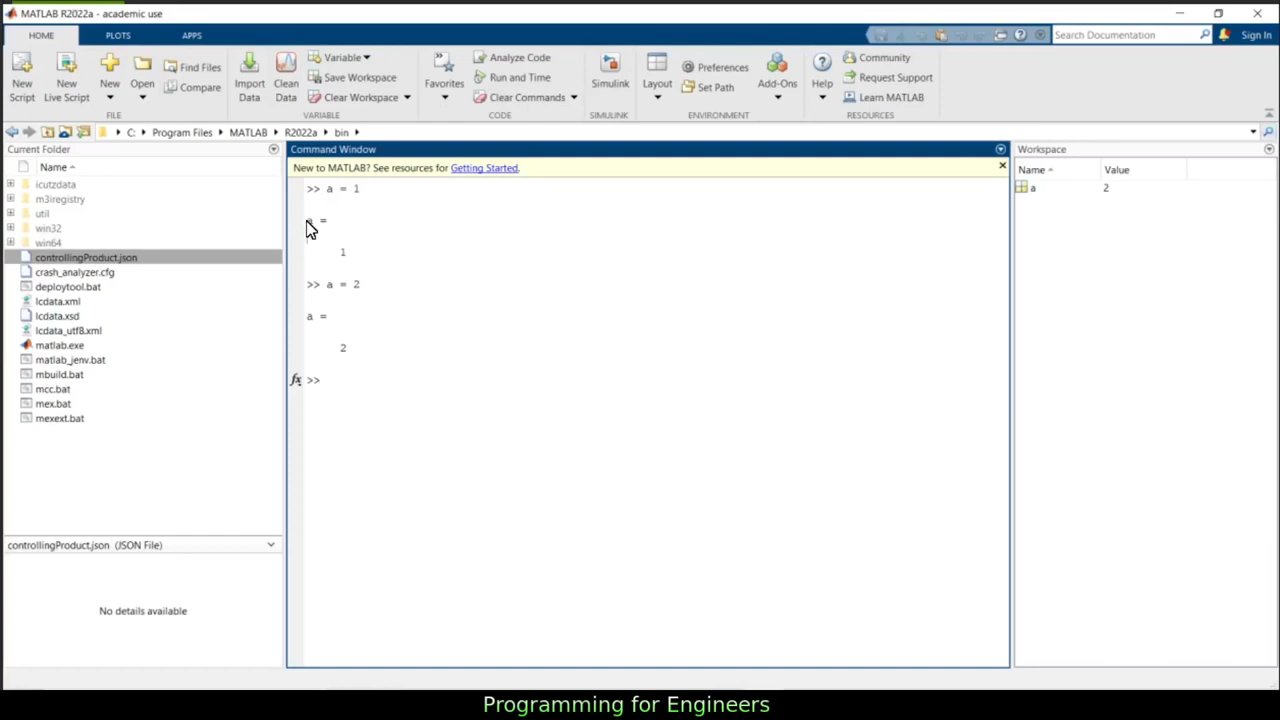 MATLAB R2022a - academic use
HOME PLOTS APPS
Search Documentation Sign In
New Script
New Live Script
New
Open
Find Files
Compare
FILE
Import Data
Clean Data
Variable
Save Workspace
Clear Workspace
VARIABLE
Favorites
Analyze Code
Run and Time
Clear Commands
CODE
Simulink
SIMULINK
Layout
Preferences
Set Path
Add-Ons
ENVIRONMENT
Help
Community
Request Support
Learn MATLAB
RESOURCES
C: Program Files MATLAB R2022a bin
Current Folder
Name
icutzdata
m3iregistry
util
win32
win64
controllingProduct.json
crash_analyzer.cfg
deploytool.bat
lcdata.xml
lcdata.xsd
lcdata_utf8.xml
matlab.exe
matlab_jenv.bat
mbuild.bat
mcc.bat
mex.bat
mexext.bat
controllingProduct.json (JSON File)
No details available
Command Window
New to MATLAB? See resources for Getting Started.
>> a = 1
a =
1
>> a = 2
a =
2
fx >>
Workspace
Name Value
a 2
Programming for Engineers